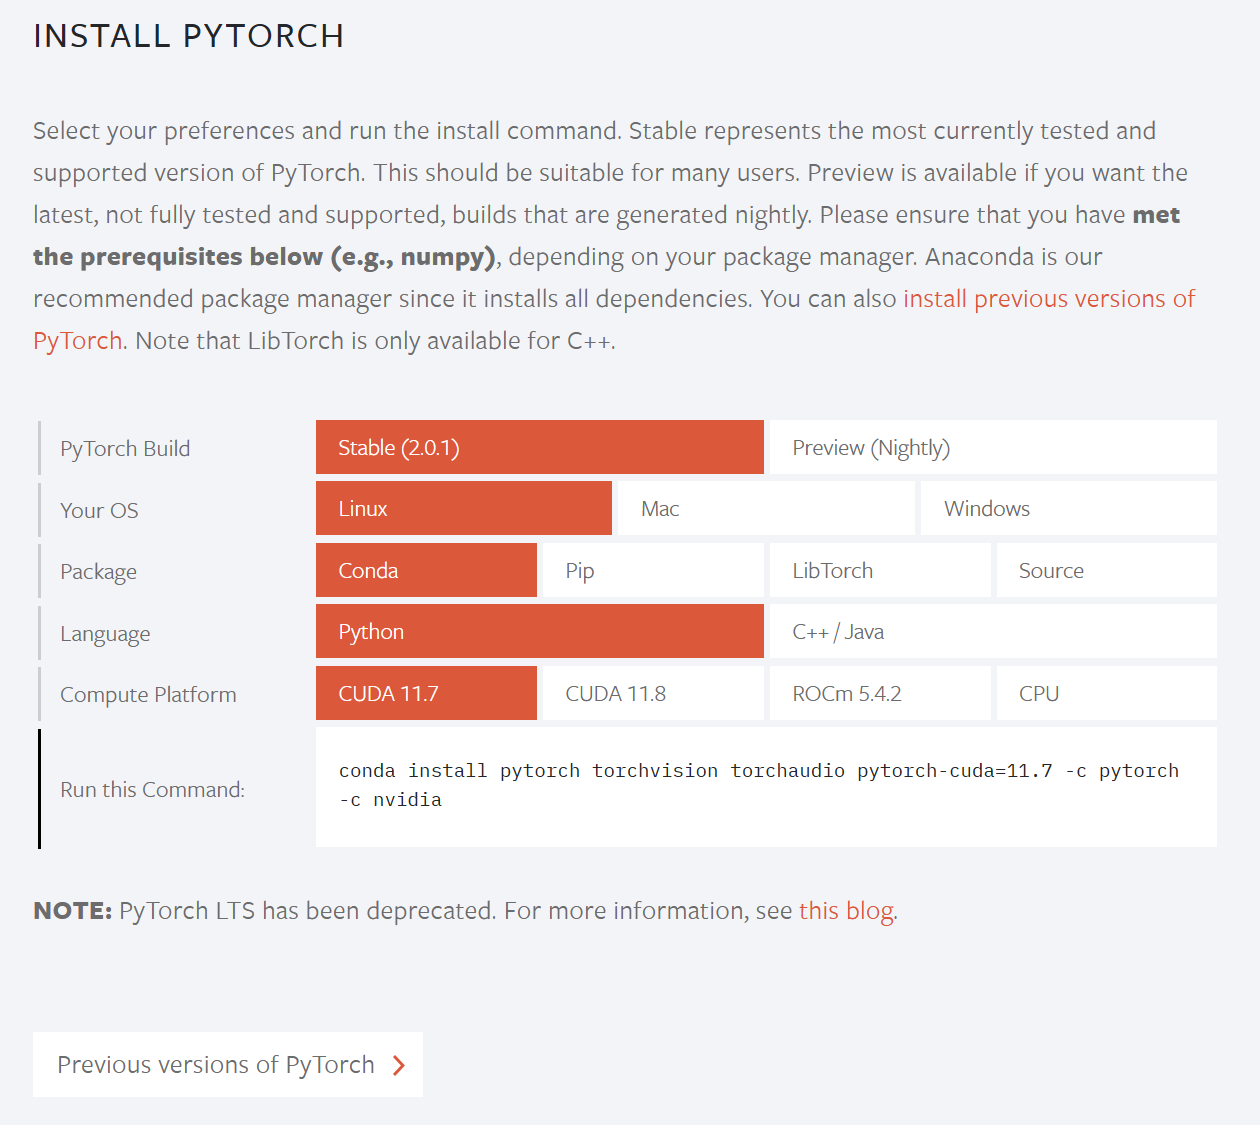 INSTALL PYTORCH
Select your preferences and run the install command. Stable represents the most currently tested and
supported version of PyTorch. This should be suitable for many users. Preview is available if you want the
latest, not fully tested and supported, builds that are generated nightly. Please ensure that you have met
the prerequisites below (e.g., numpy), depending on your package manager. Anaconda is our
recommended package manager since it installs all dependencies. You can also install previous versions of
PyTorch. Note that LibTorch is only available for C++.
PyTorch Build Stable (2.0.1) Preview (Nightly)
Your OS Linux Mac Windows
Package Conda Pip LibTorch Source
Language Python C++ / Java
Compute Platform CUDA 11.7 CUDA 11.8 ROCm 5.4.2 CPU
Run this Command: conda install pytorch torchvision torchaudio pytorch-cuda=11.7 -c pytorch
-c nvidia
NOTE: PyTorch LTS has been deprecated. For more information, see this blog.
Previous versions of PyTorch